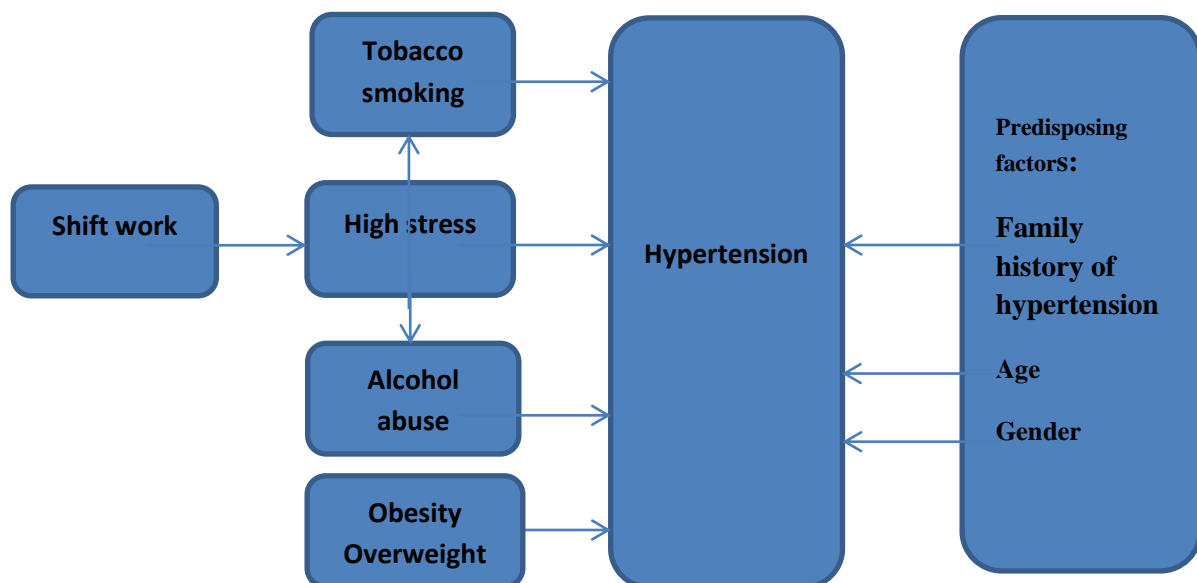 Tobacco
smoking
Shift work
High stress
Alcohol
abuse
Obesity
Overweight
Hypertension
Predisposing
factors:
Family
history of
hypertension
Age
Gender